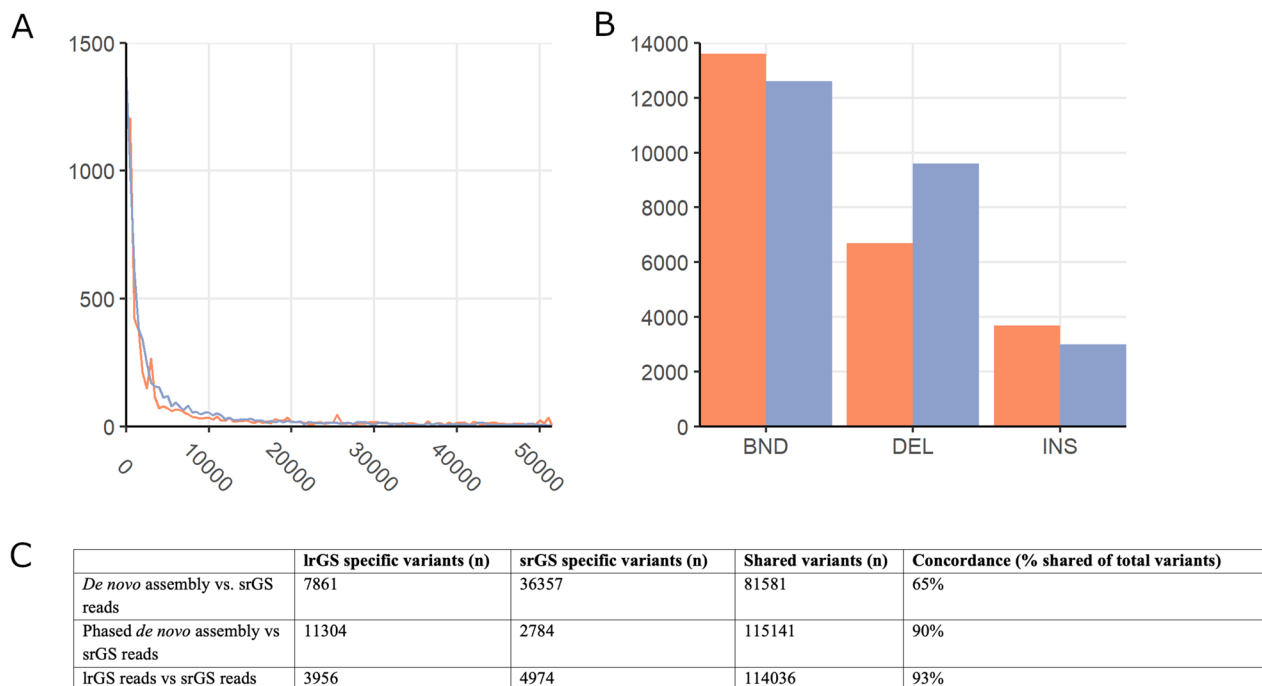 A
1500
1000
500
0
0
10000
20000
30000
40000
50000
B
14000
12000
10000
8000
6000
4000
2000
0
BND
DEL
INS
C
lrGS specific variants (n)
srGS specific variants (n)
Shared variants (n)
Concordance (% shared of total variants)
De novo assembly vs. srGS
reads
7861
36357
81581
65%
Phased de novo assembly vs
srGS reads
11304
2784
115141
90%
lrGS reads vs srGS reads
3956
4974
114036
93%